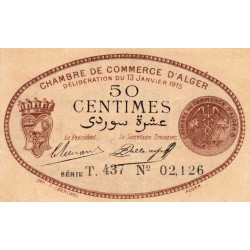 CHAMBRE DE COMMERCE D'ALGER
DÉLIBÉRATION DU 13 JANVIER 1915
50
CENTIMES
عشرة سوردي
Le Président, Le Secrétaire Trésorier,
SÉRIE T. 437 No 02,126